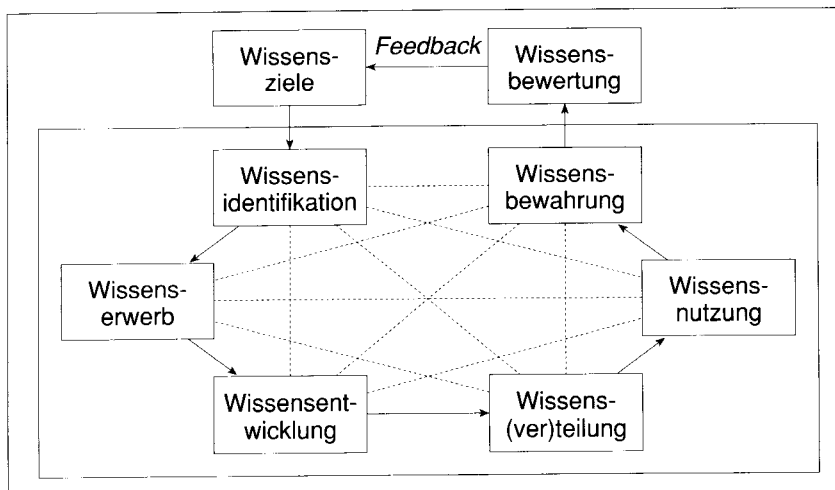 Wissens-
ziele
Feedback
Wissens-
bewertung
Wissens-
identifikation
Wissens-
bewahrung
Wissens-
erwerb
Wissens-
nutzung
Wissensent-
wicklung
Wissens-
(ver)teilung